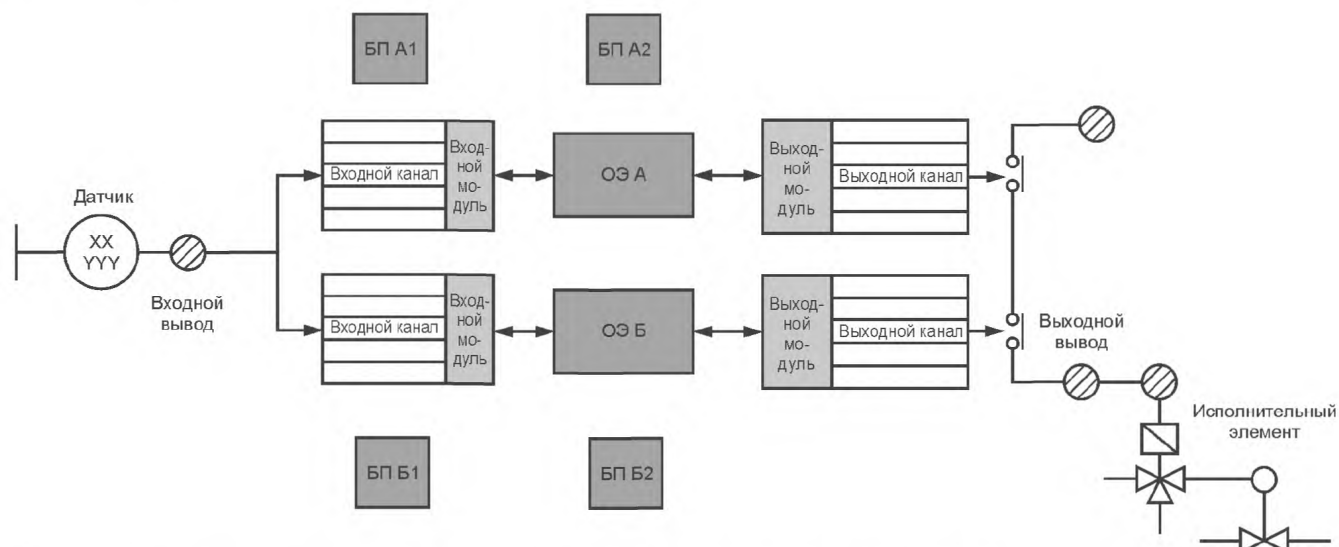 БП А1
БП А2
Вход-
ной
мо-
дуль
Входной канал
ОЭ А
Выход-
ной
мо-
дуль
Выходной канал
Датчик
XX
YYY
Входной
вывод
Вход-
ной
мо-
дуль
Входной канал
ОЭ Б
Выход-
ной
мо-
дуль
Выходной канал
Выходной
вывод
Исполнительный
элемент
БП Б1
БП Б2